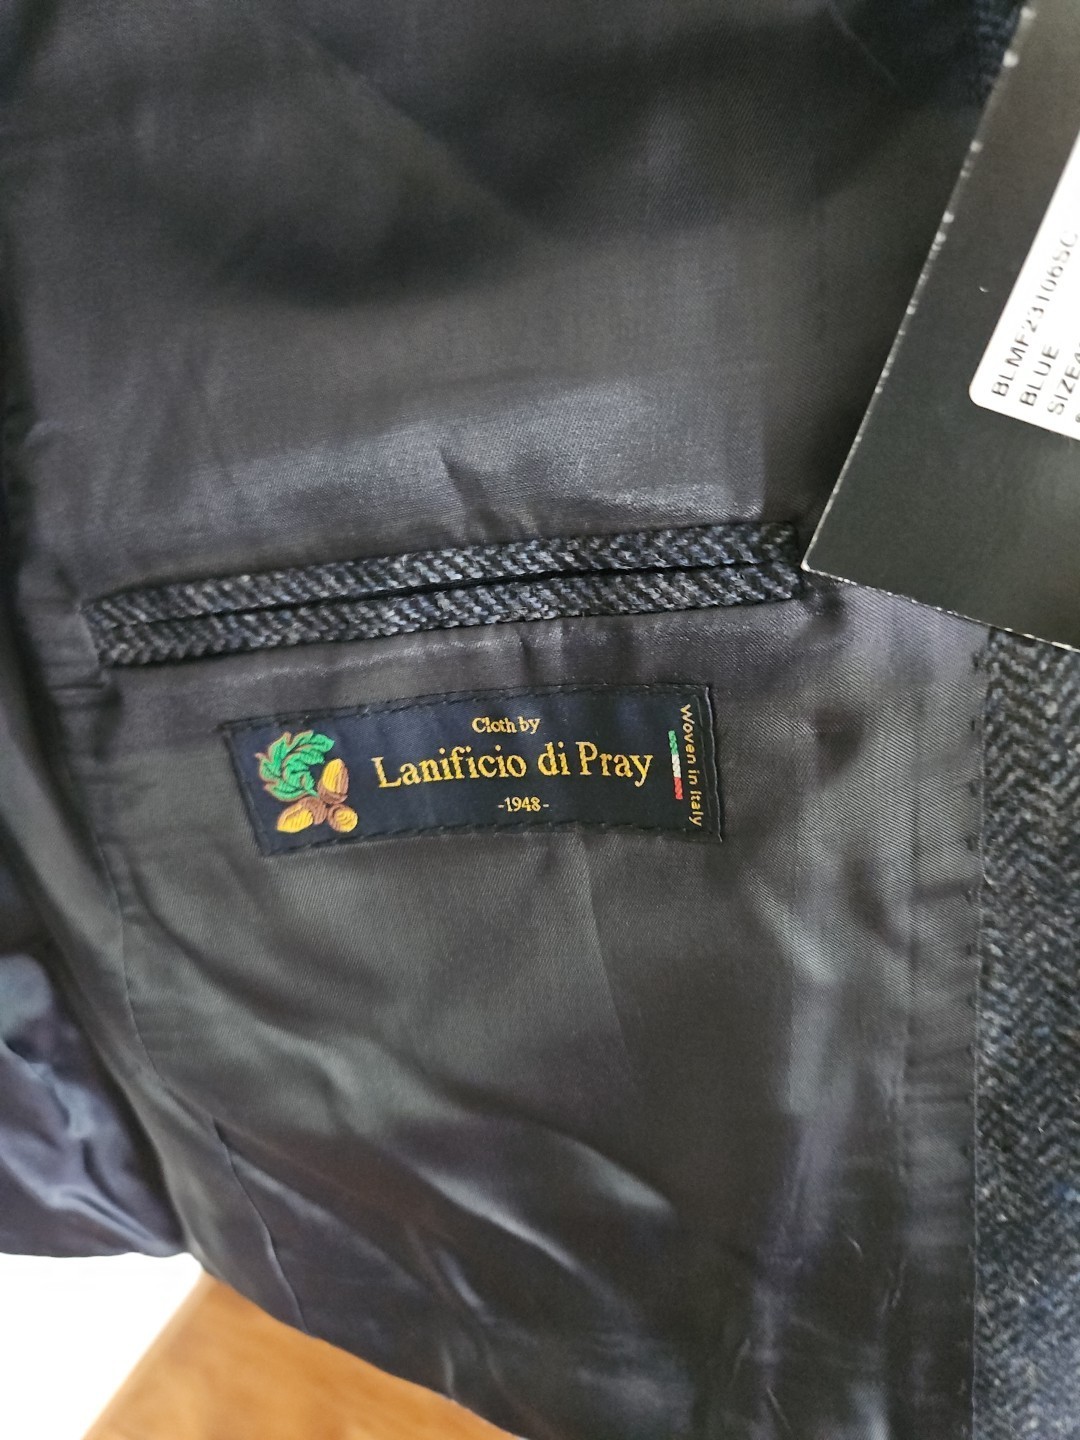 Cloth by
Lanificio di Pray
-1948-
Woven in Italy
BLUE